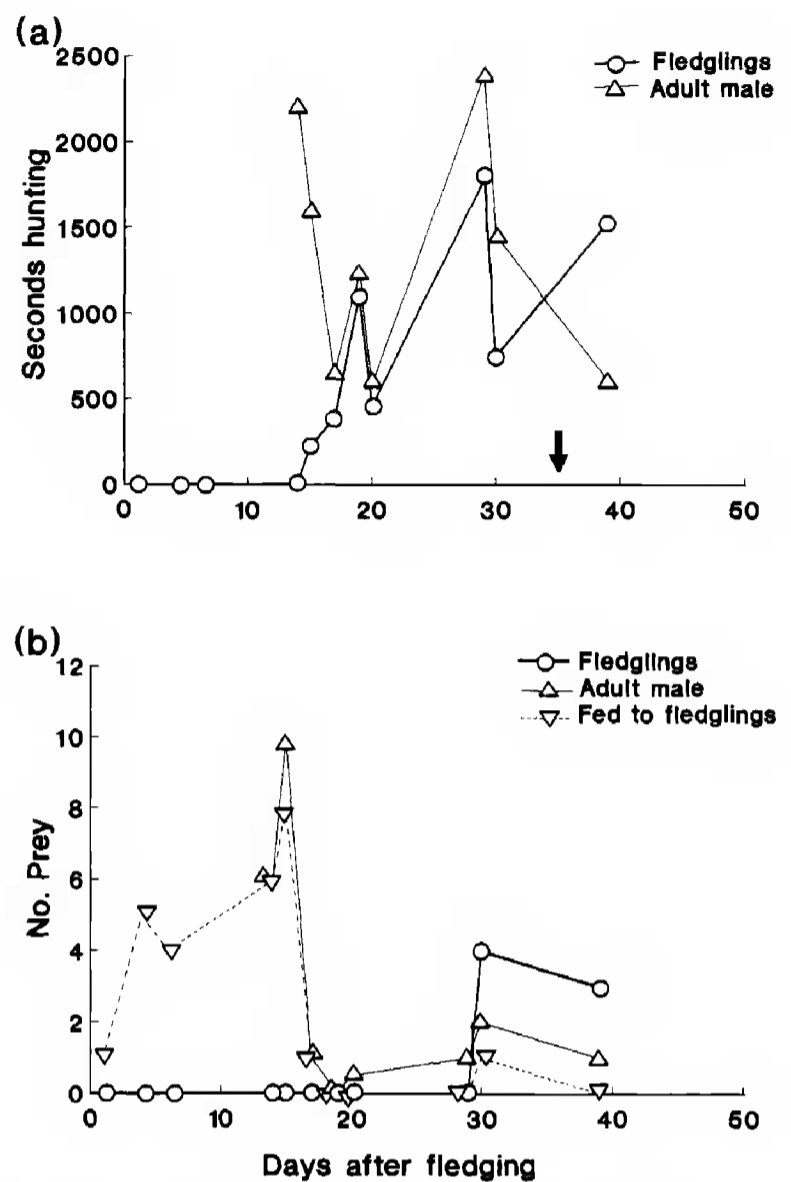 (a)
2500
2000
1500
1000
500
0
Seconds hunting
Fledglings
Adult male
0 10 20 30 40 50
(b)
12
10
8
6
4
2
0
No. Prey
Fledglings
Adult male
Fed to fledglings
0 10 20 30 40 50
Days after fledging